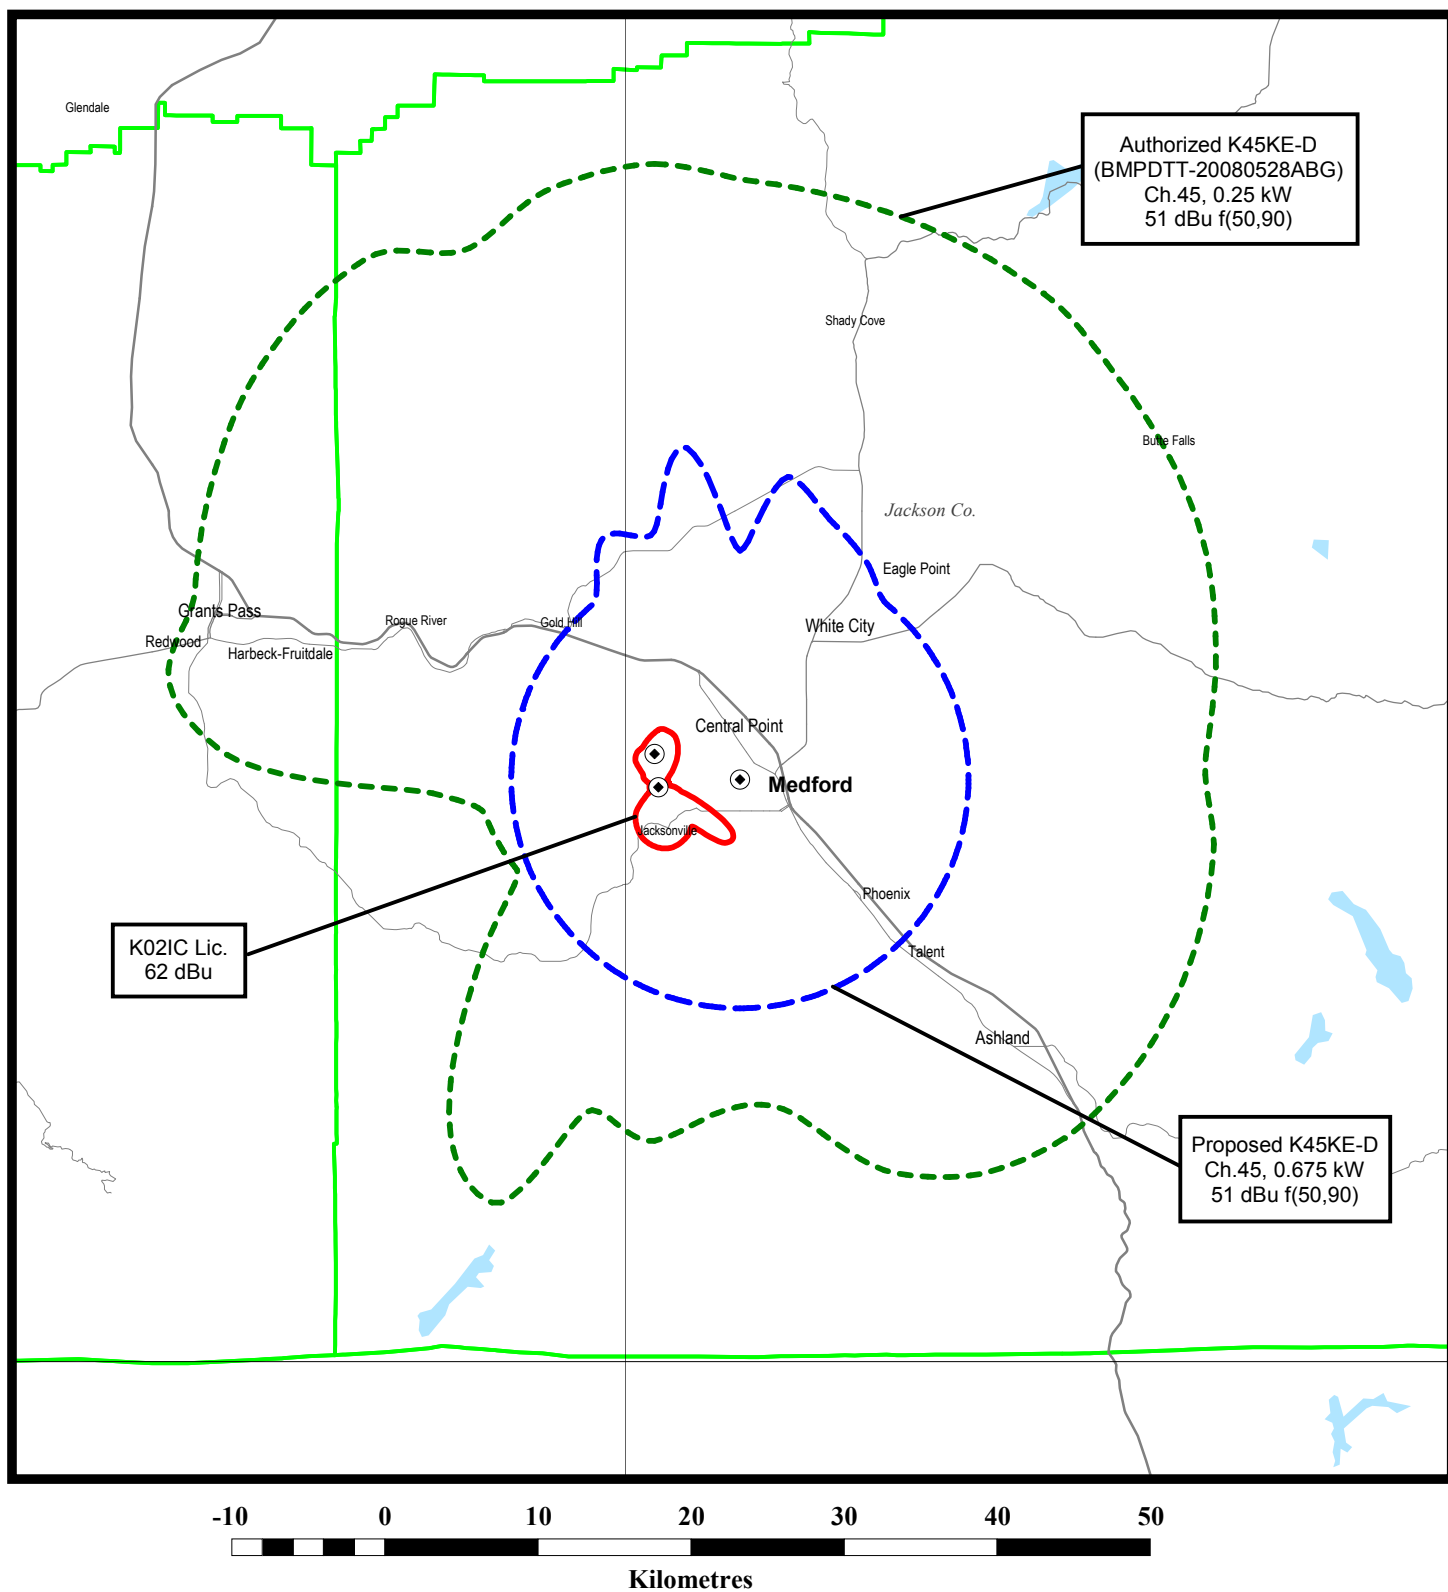 Glendale
Authorized K45KE-D
(BMPDTT-20080528ABG)
Ch.45, 0.25 kW
51 dBu f(50,90)
Shady Cove
Butte Falls
Jackson Co.
Eagle Point
Grants Pass
Rogue River
Gold Hill
White City
Redwood
Harbeck-Fruitdale
Central Point
Medford
Jacksonville
Phoenix
K02IC Lic.
62 dBu
Talent
Ashland
Proposed K45KE-D
Ch.45, 0.675 kW
51 dBu f(50,90)
-10 0 10 20 30 40 50
Kilometres